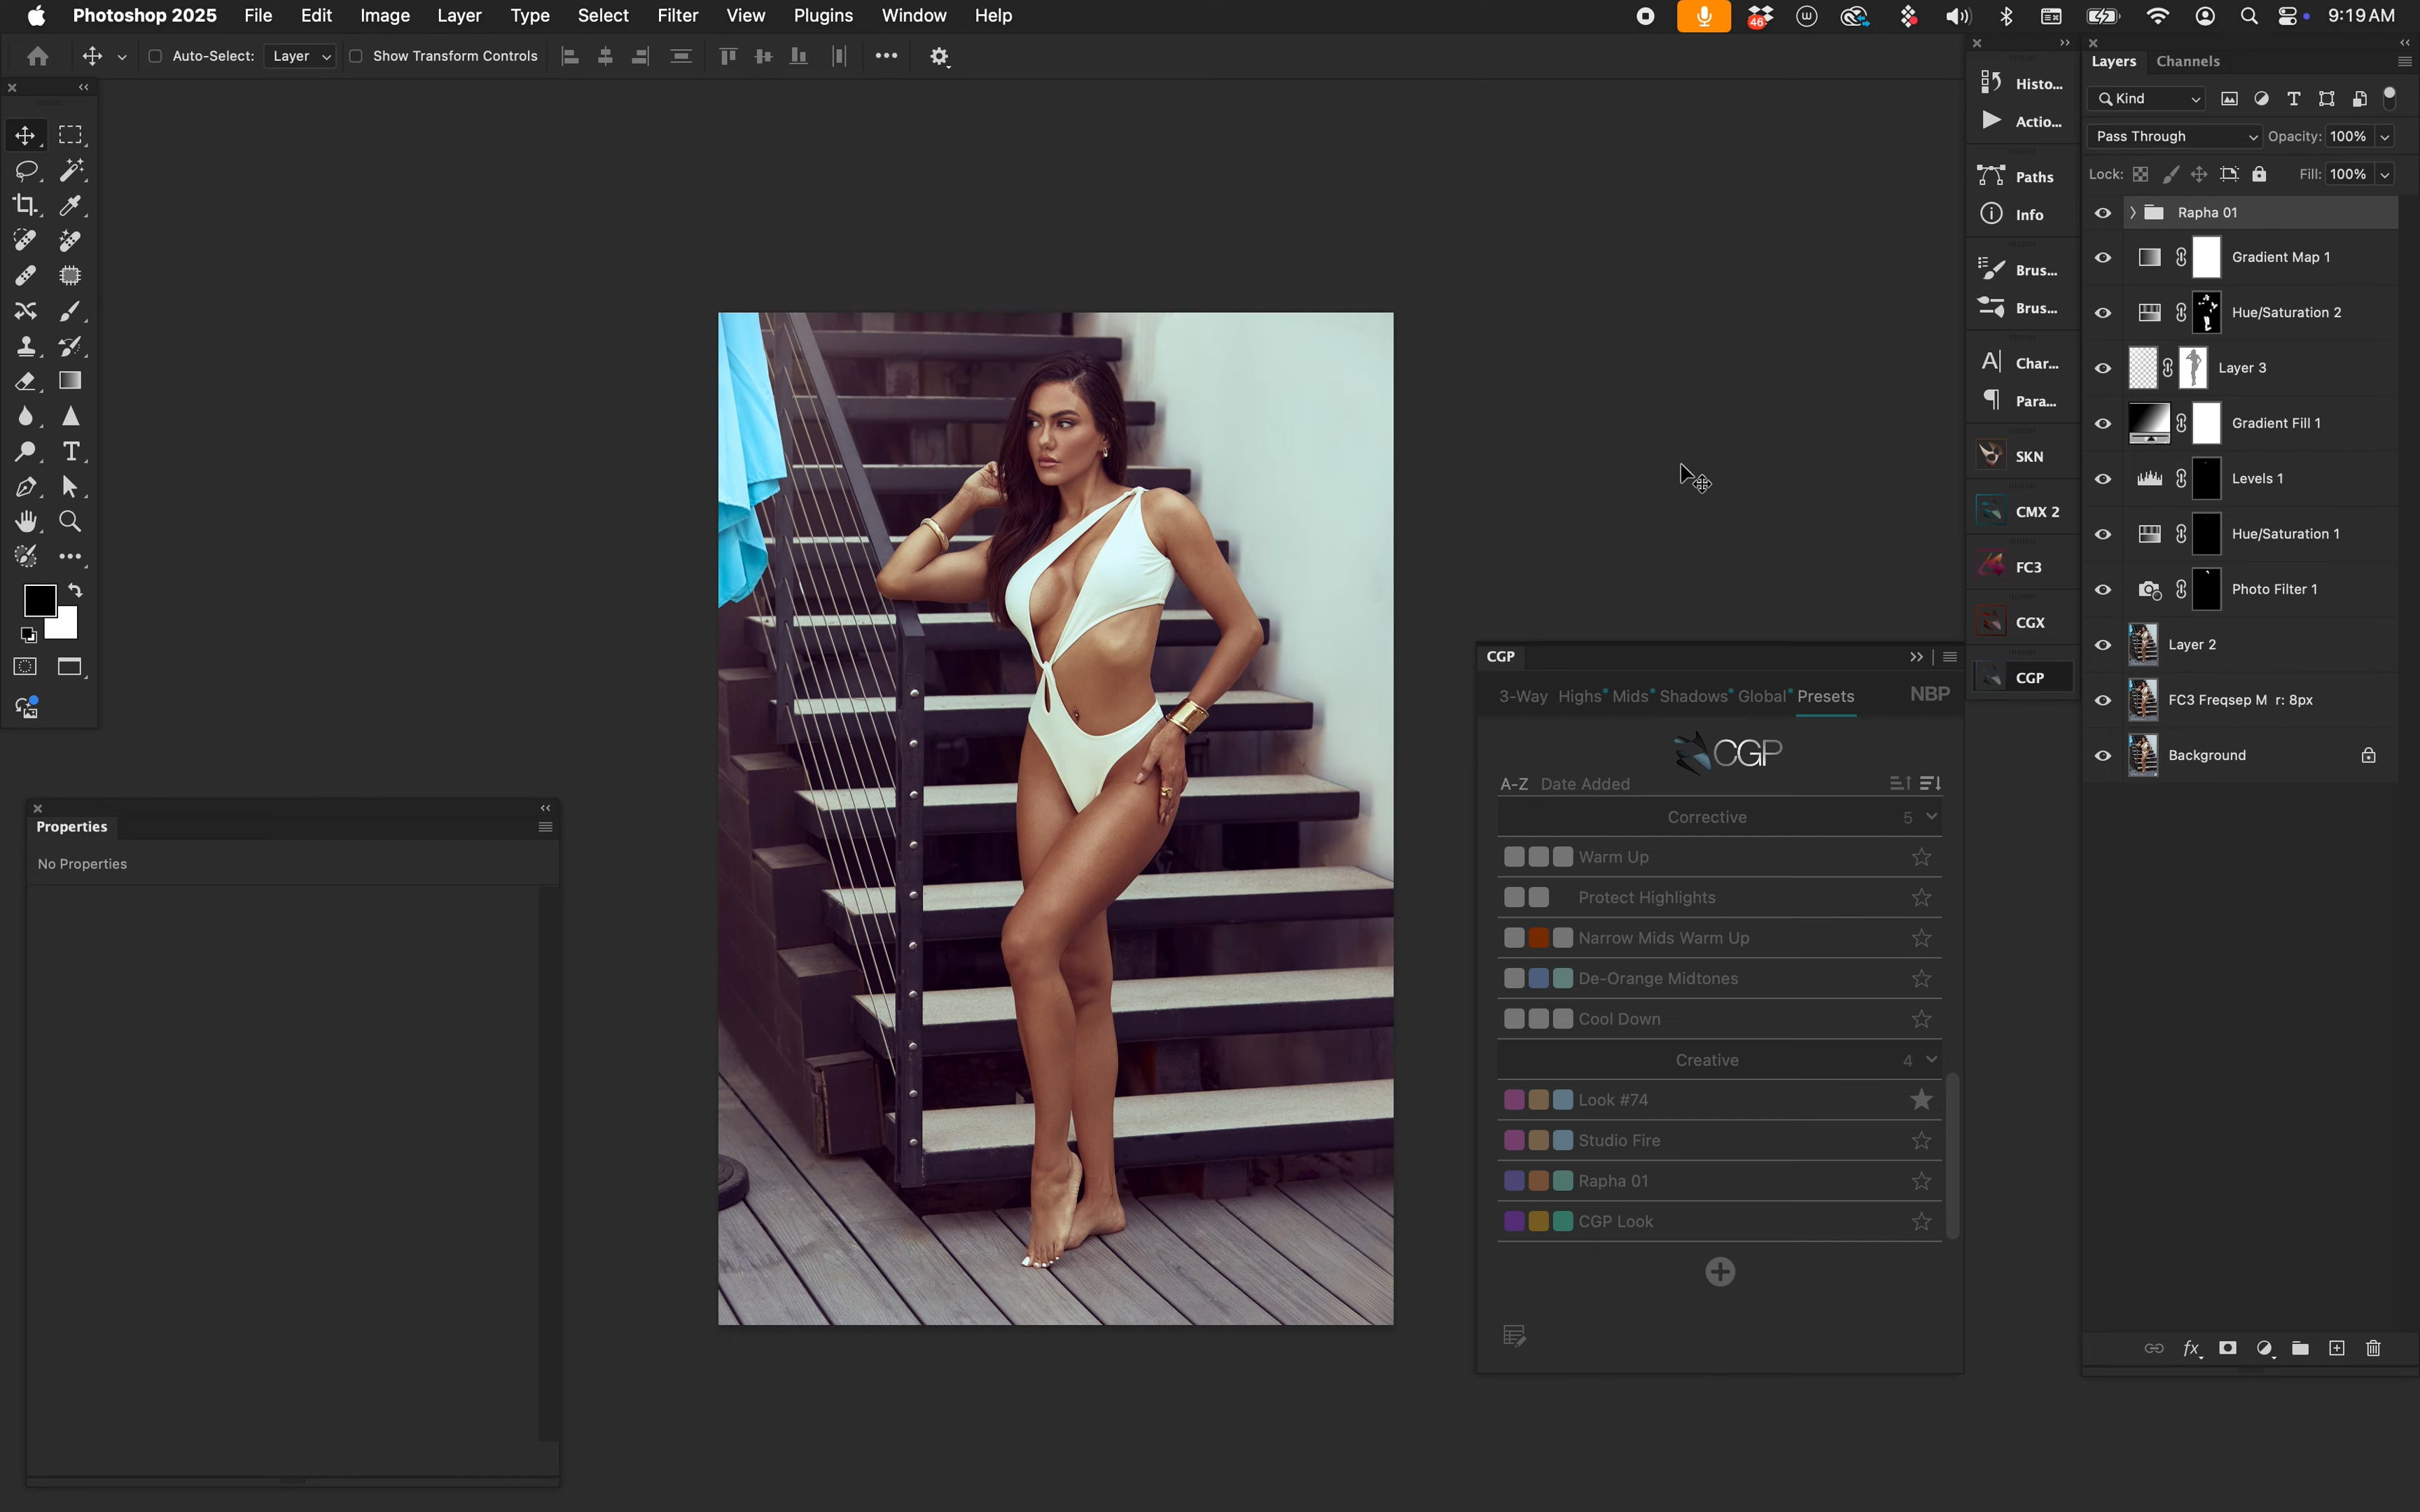 Photoshop 2025 File Edit Image Layer Type Select Filter View Plugins Window Help 46 9:19 AM
Auto-Select: Layer Show Transform Controls
Histo...
Actio...
Paths
Info
Brus...
Brus...
Char...
Para...
SKN
CMX 2
FC3
CGX
CGP
Layers Channels
Kind
Pass Through Opacity: 100%
Lock: Fill: 100%
Rapha 01
Gradient Map 1
Hue/Saturation 2
Layer 3
Gradient Fill 1
Levels 1
Hue/Saturation 1
Photo Filter 1
Layer 2
FC3 Freqsep M r: 8px
Background
CGP
3-Way Highs Mids Shadows Global Presets NBP
CGP
A-Z Date Added
Corrective 5
Warm Up
Protect Highlights
Narrow Mids Warm Up
De-Orange Midtones
Cool Down
Creative 4
Look #74
Studio Fire
Rapha 01
CGP Look
Properties
No Properties